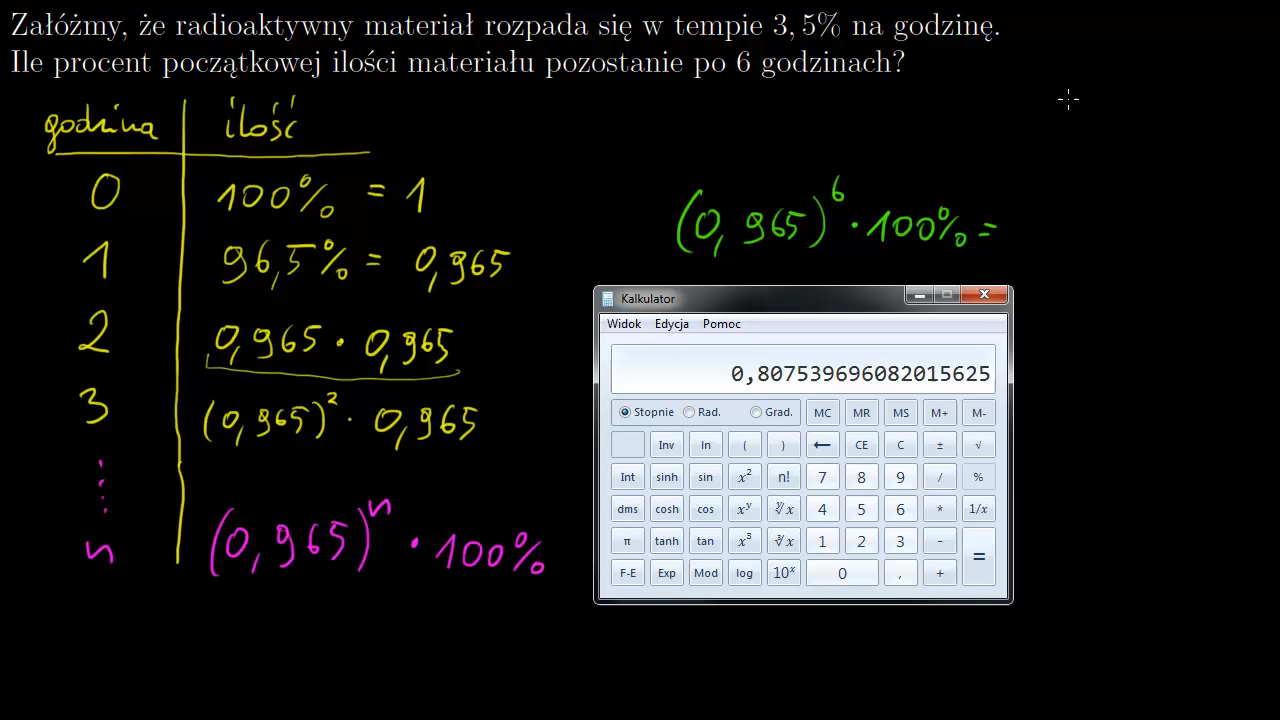 Załóżmy, że radioaktywny materiał rozpada się w tempie 3,5% na godzinę.
Ile procent początkowej ilości materiału pozostanie po 6 godzinach?
godzina ilość
0 100% = 1
1 96,5% = 0,965
2 0,965 · 0,965
3 (0,965)² · 0,965
⋮
n (0,965)ⁿ · 100%
(0,965)⁶ · 100% =
Kalkulator
Widok Edycja Pomoc
0,807539696082015625
Stopnie Rad. Grad. MC MR MS M+ M-
Inv ln ( ) ← CE C ± √
Int sinh sin x² n! 7 8 9 / %
dms cosh cos xʸ ʸ√x 4 5 6 * 1/x
π tanh tan x³ ³√x 1 2 3 - =
F-E Exp Mod log 10ˣ 0 , +